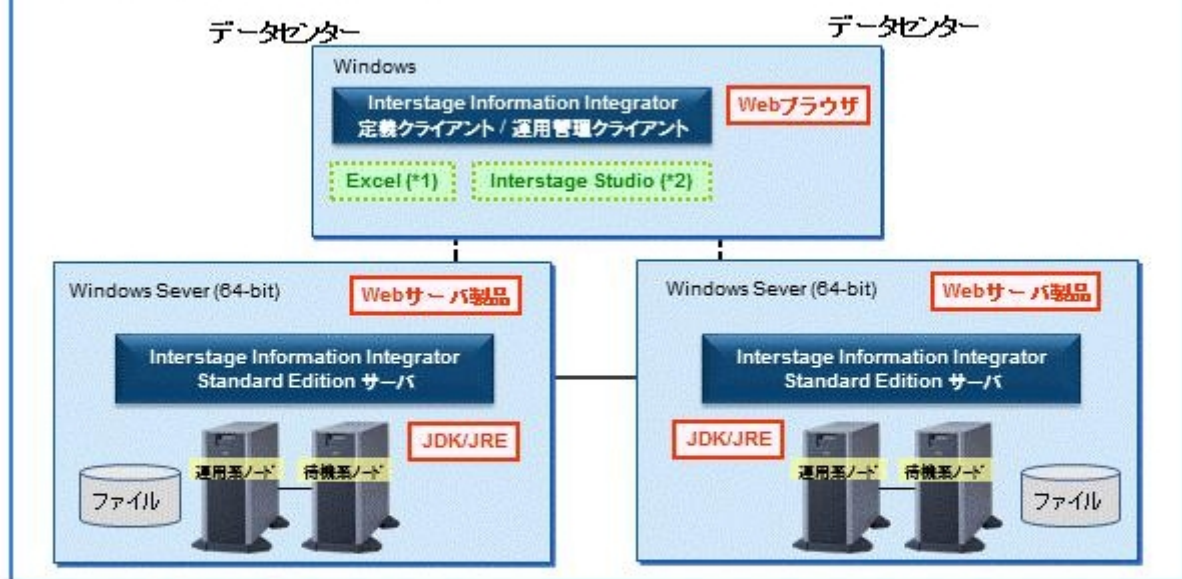 データセンター
データセンター
Windows
Interstage Information Integrator
定義クライアント / 運用管理クライアント
Webブラウザ
Excel (*1)
Interstage Studio (*2)
Windows Sever (64-bit)
Webサーバ製品
Interstage Information Integrator
Standard Edition サーバ
JDK/JRE
運用系ノード
待機系ノード
ファイル
Windows Sever (64-bit)
Webサーバ製品
Interstage Information Integrator
Standard Edition サーバ
JDK/JRE
運用系ノード
待機系ノード
ファイル